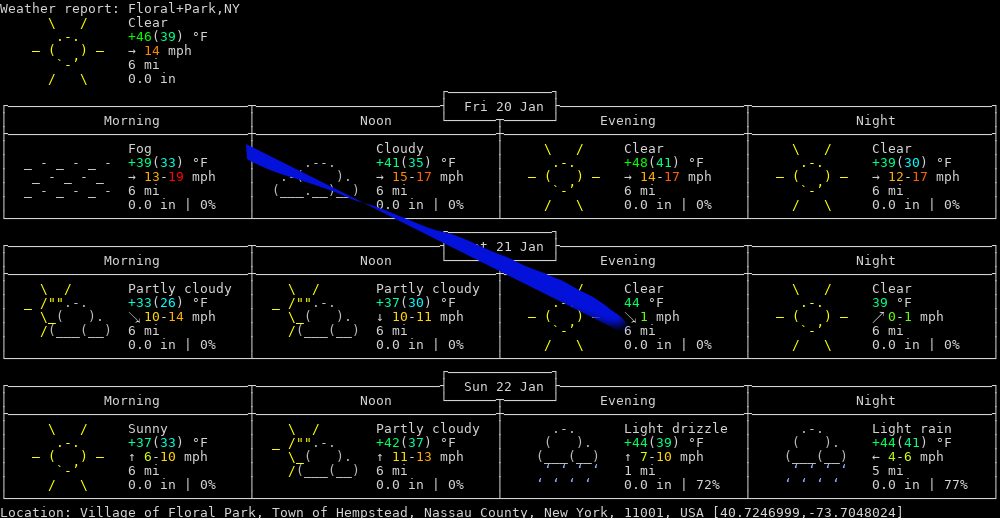 Weather report: Floral+Park,NY
Clear
+46(39) °F
→ 14 mph
6 mi
0.0 in
Fri 20 Jan
Morning Noon Evening Night
Fog Cloudy Clear Clear
+39(33) °F +41(35) °F +48(41) °F +39(30) °F
→ 13-19 mph → 15-17 mph → 14-17 mph → 12-17 mph
6 mi 6 mi 6 mi 6 mi
0.0 in | 0% 0.0 in | 0% 0.0 in | 0% 0.0 in | 0%
21 Jan
Morning Noon Evening Night
Partly cloudy Partly cloudy Clear Clear
+33(26) °F +37(30) °F 44 °F 39 °F
↘ 10-14 mph ↓ 10-11 mph ↘ 1 mph ↗ 0-1 mph
6 mi 6 mi 6 mi 6 mi
0.0 in | 0% 0.0 in | 0% 0.0 in | 0% 0.0 in | 0%
Sun 22 Jan
Morning Noon Evening Night
Sunny Partly cloudy Light drizzle Light rain
+37(33) °F +42(37) °F +44(39) °F +44(41) °F
↑ 6-10 mph ↑ 11-13 mph ↑ 7-10 mph ← 4-6 mph
6 mi 6 mi 1 mi 5 mi
0.0 in | 0% 0.0 in | 0% 0.0 in | 72% 0.0 in | 77%
Location: Village of Floral Park, Town of Hempstead, Nassau County, New York, 11001, USA [40.7246999,-73.7048024]